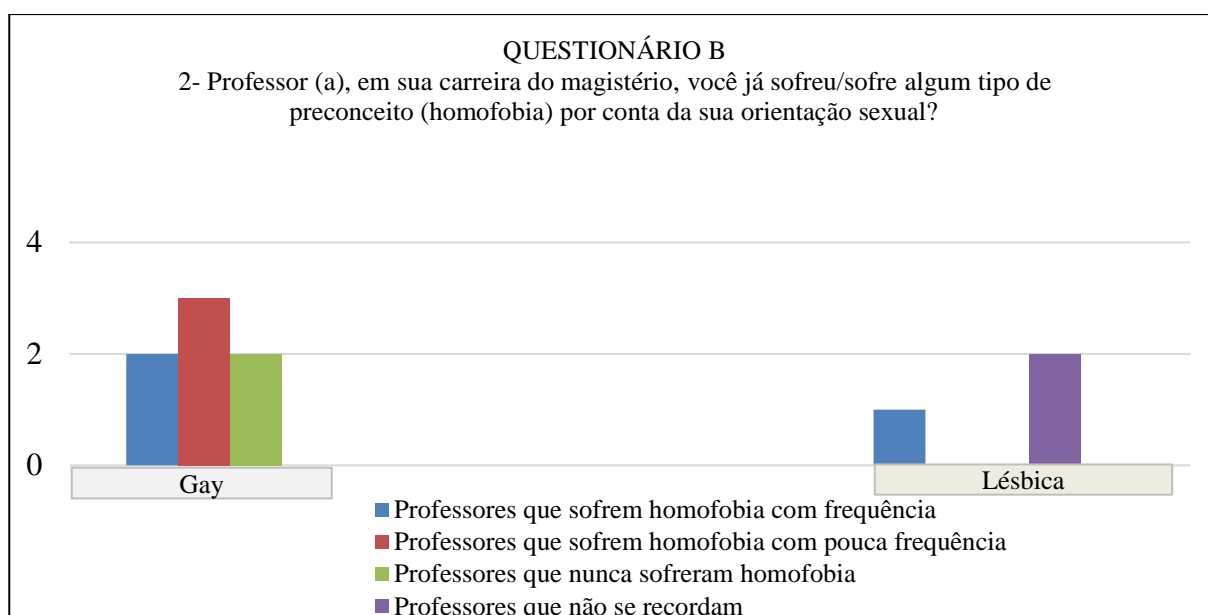 QUESTIONÁRIO B
2- Professor (a), em sua carreira do magistério, você já sofreu/sofre algum tipo de
preconceito (homofobia) por conta da sua orientação sexual?
4
2
0
Gay
Lésbica
Professores que sofrem homofobia com frequência
Professores que sofrem homofobia com pouca frequência
Professores que nunca sofreram homofobia
Professores que não se recordam